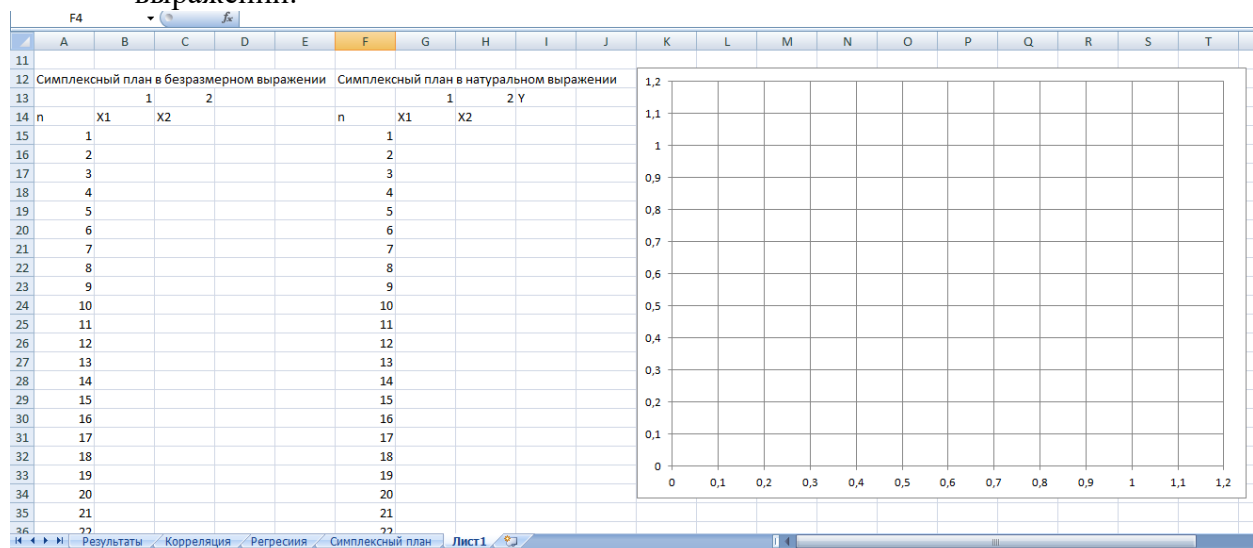 выражении.
F4 fx
A B C D E F G H I J K L M N O P Q R S T
11
12 Симплексный план в безразмерном выражении Симплексный план в натуральном выражении
13 1 2 1 2 Y
14 n X1 X2 n X1 X2
15 1 1
16 2 2
17 3 3
18 4 4
19 5 5
20 6 6
21 7 7
22 8 8
23 9 9
24 10 10
25 11 11
26 12 12
27 13 13
28 14 14
29 15 15
30 16 16
31 17 17
32 18 18
33 19 19
34 20 20
35 21 21
36 22 22
1,2
1,1
1
0,9
0,8
0,7
0,6
0,5
0,4
0,3
0,2
0,1
0
0 0,1 0,2 0,3 0,4 0,5 0,6 0,7 0,8 0,9 1 1,1 1,2
Результаты Корреляция Регресиия Симплексный план Лист1